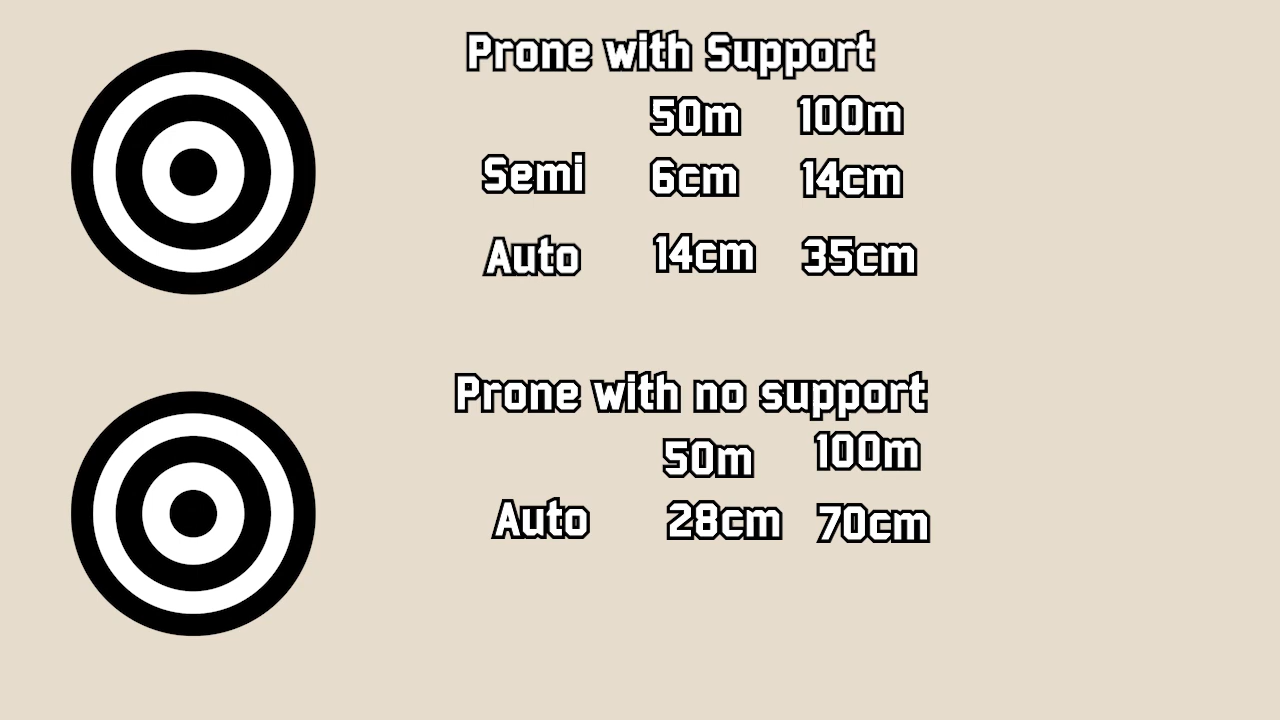 Prone with Support
50m 100m
Semi 6cm 14cm
Auto 14cm 35cm
Prone with no support
50m 100m
Auto 28cm 70cm